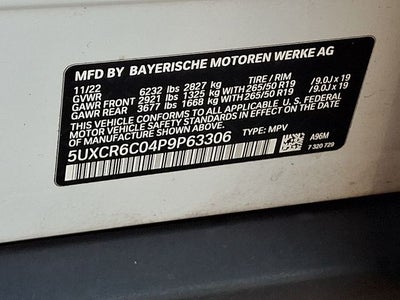 MFD BY BAYERISCHE MOTOREN WERKE AG
11/22 TIRE / RIM
GVWR 6232 lbs 2827 kg
GAWR FRONT 2921 lbs 1325 kg WITH 265/50 R19 /9.0J x 19
GAWR REAR 3677 lbs 1668 kg WITH 265/50 R19 /9.0J x 19
THIS VEHICLE CONFORMS TO ALL APPLICABLE U.S. FEDERAL
MOTOR VEHICLE SAFETY STANDARDS IN EFFECT ON THE DATE
OF MANUFACTURE SHOWN ABOVE.
5UXCR6C04P9P63306 TYPE: MPV
A96M
7 320 729